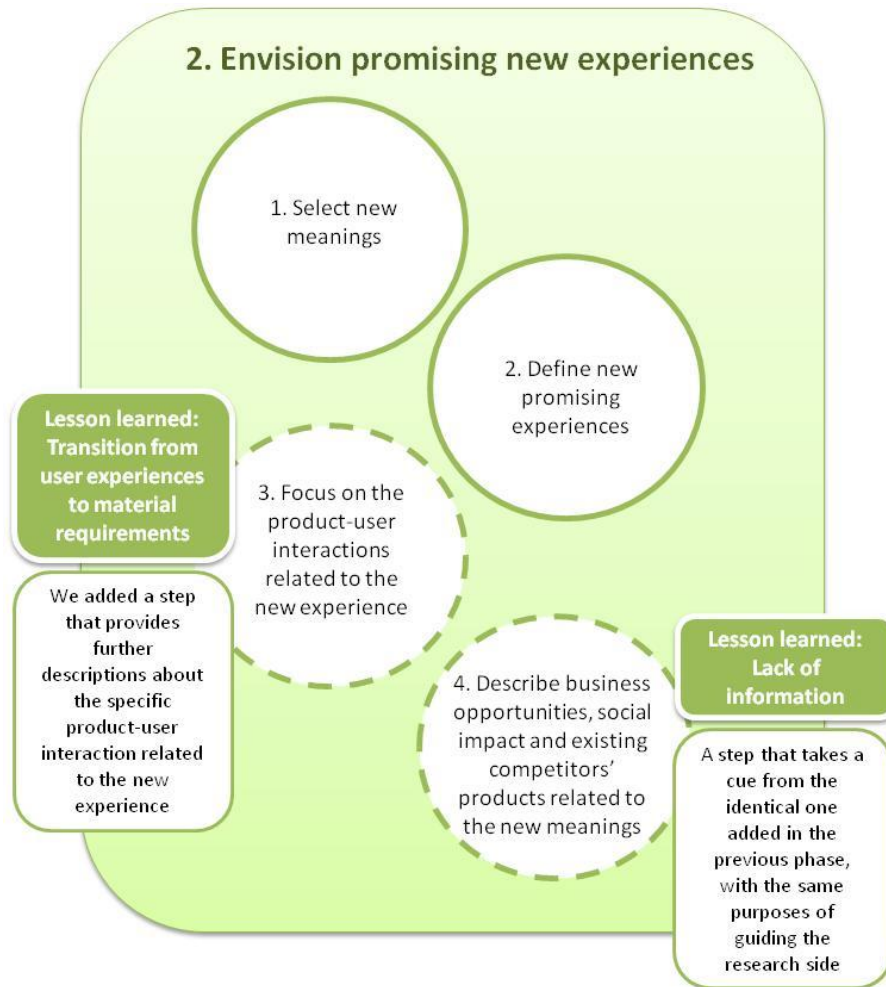 2. Envision promising new experiences
1. Select new
meanings
2. Define new
promising
experiences
Lesson learned:
Transition from
user experiences
to material
requirements
3. Focus on the
product-user
interactions
related to the
new experience
We added a step
that provides
further
descriptions about
the specific
product-user
interaction related
to the new
experience
4. Describe business
opportunities, social
impact and existing
competitors'
products related to
the new meanings
Lesson learned:
Lack of
information
A step that takes a
cue from the
identical one
added in the
previous phase,
with the same
purposes of
guiding the
research side